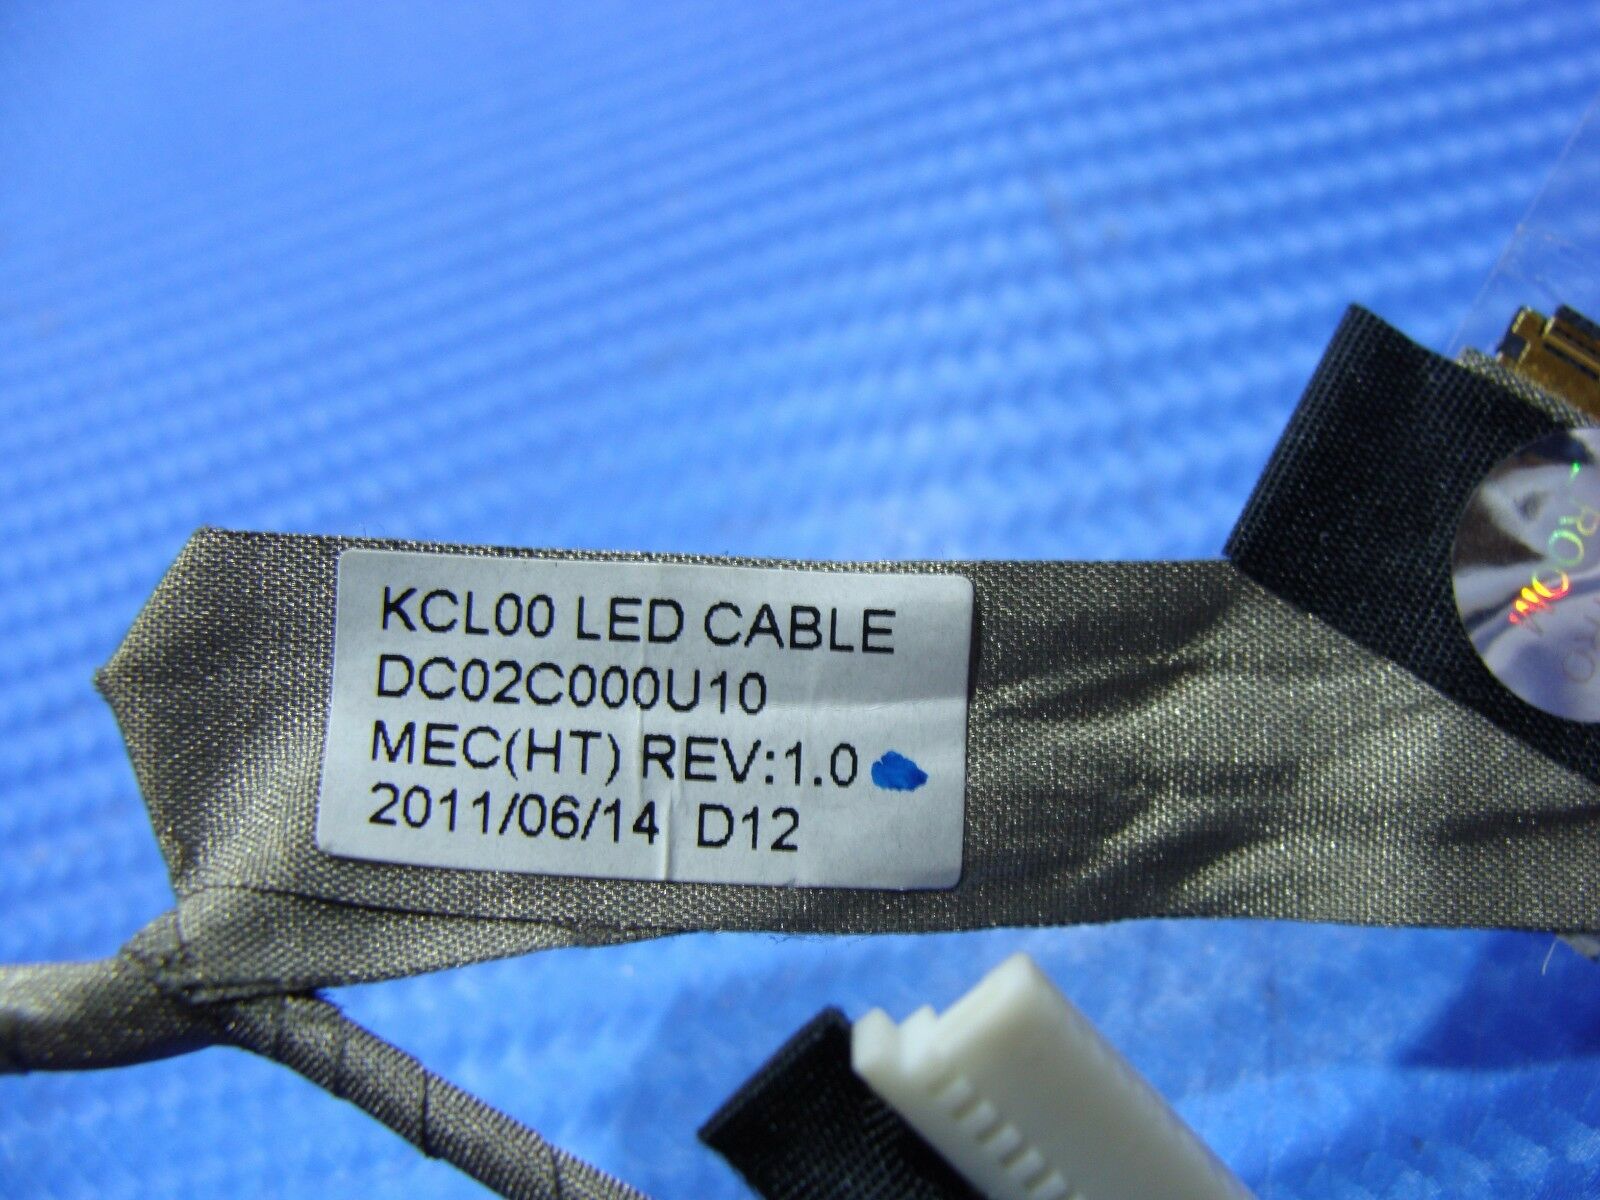 KCL00 LED CABLE
DC02C000U10
MEC(HT) REV:1.0
2011/06/14 D12